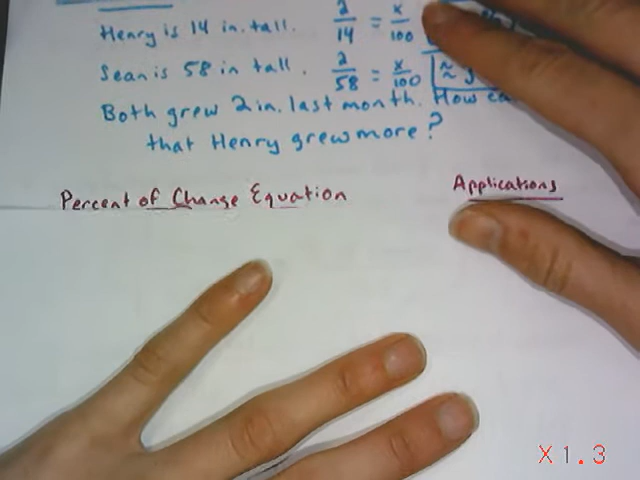 Henry is 14 in. tall. 2/14 = x/100
Sean is 58 in tall. 2/58 = x/100 ≈
Both grew 2 in. last month. How
that Henry grew more?
Percent of Change Equation
Applications
X1.3